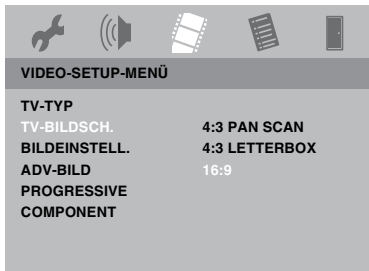 VIDEO-SETUP-MENÜ
TV-TYP
TV-BILDSCH. 4:3 PAN SCAN
BILDEINSTELL. 4:3 LETTERBOX
ADV-BILD 16:9
PROGRESSIVE
COMPONENT